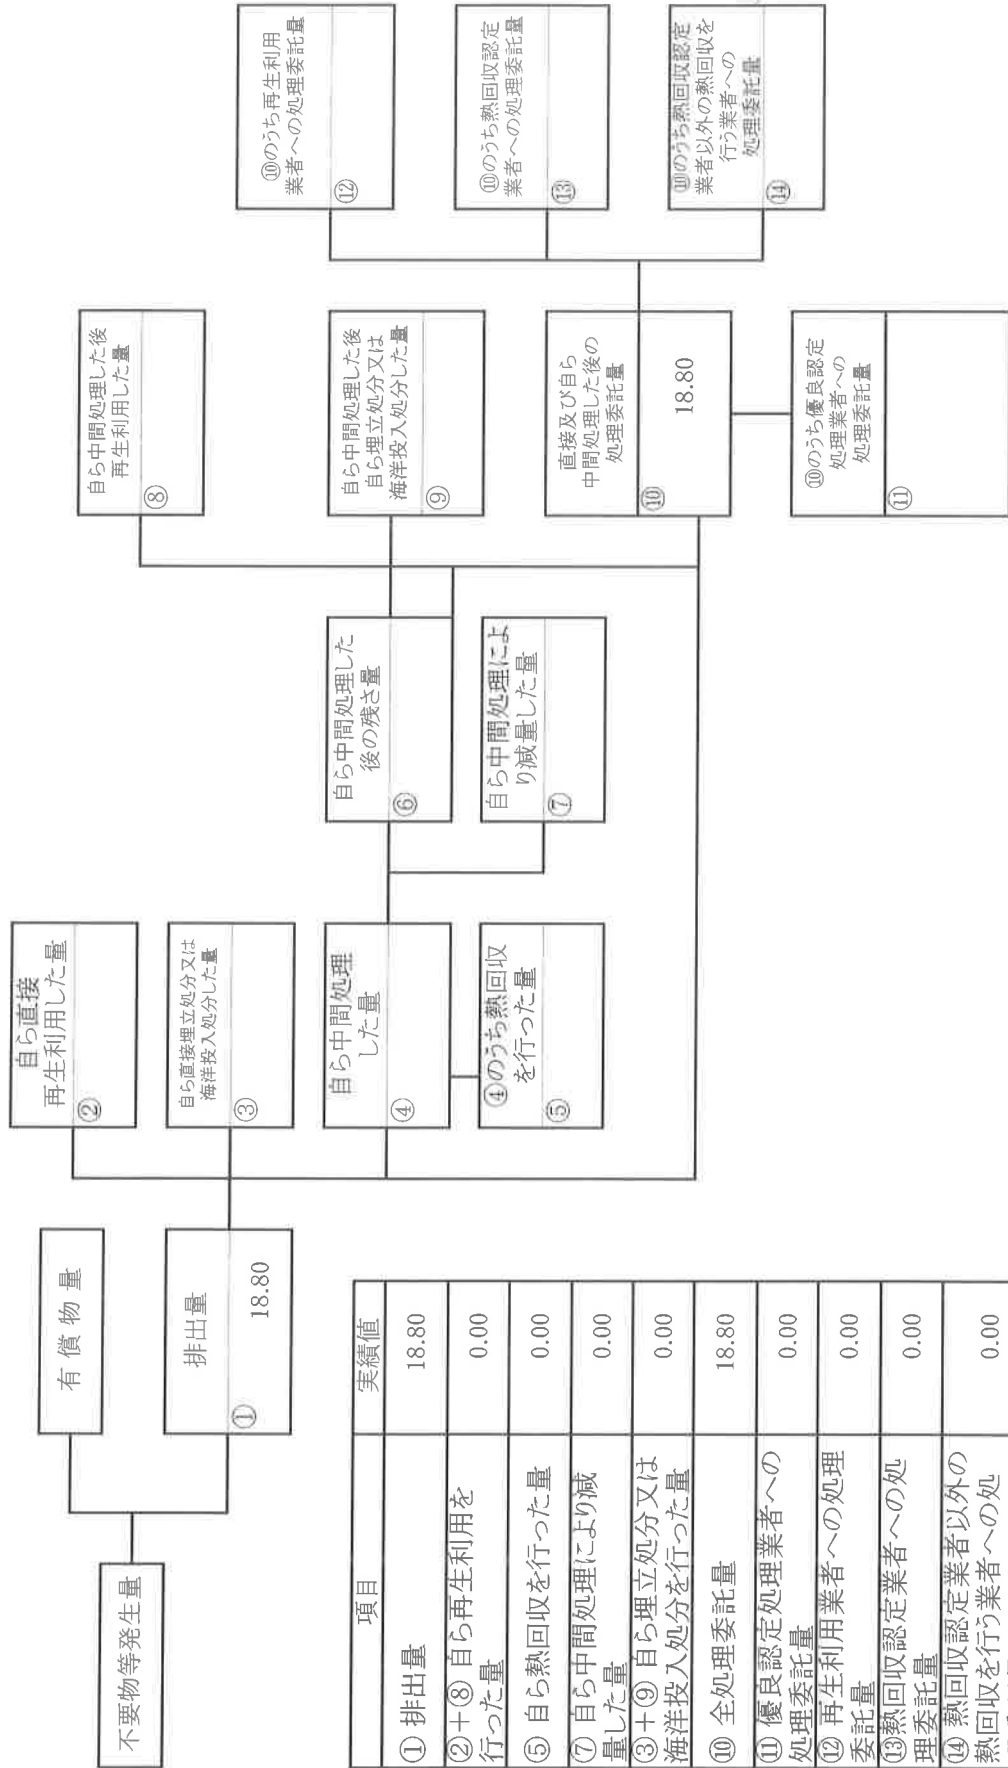 不要物等発生量
有償物量
排出量
①
18.80
自ら直接
再生利用した量
②
自ら直接埋立処分又は
海洋投入処分した量
③
自ら中間処理
した量
④
④のうち熱回収
を行った量
⑤
自ら中間処理した
後の残さ量
⑥
自ら中間処理によ
り減量した量
⑦
自ら中間処理した後
再生利用した量
⑧
自ら中間処理した後
自ら埋立処分又は
海洋投入処分した量
⑨
直接及び自ら
中間処理した後の
処理委託量
⑩
18.80
⑩のうち優良認定
処理業者への
処理委託量
⑪
⑩のうち再生利用
業者への処理委託量
⑫
⑩のうち熱回収認定
業者への処理委託量
⑬
⑩のうち熱回収認定
業者以外の熱回収を
行う業者への
処理委託量
⑭
項目 実績値
①排出量 18.80
②+⑧自ら再生利用を
行った量 0.00
⑤自ら熱回収を行った量 0.00
⑦自ら中間処理により減
量した量 0.00
③+⑨自ら埋立処分又は
海洋投入処分を行った量 0.00
⑩全処理委託量 18.80
⑪優良認定処理業者への
処理委託量 0.00
⑫再生利用業者への処理
委託量 0.00
⑬熱回収認定業者への処
理委託量 0.00
⑭熱回収認定業者以外の
熱回収を行う業者への処 0.00